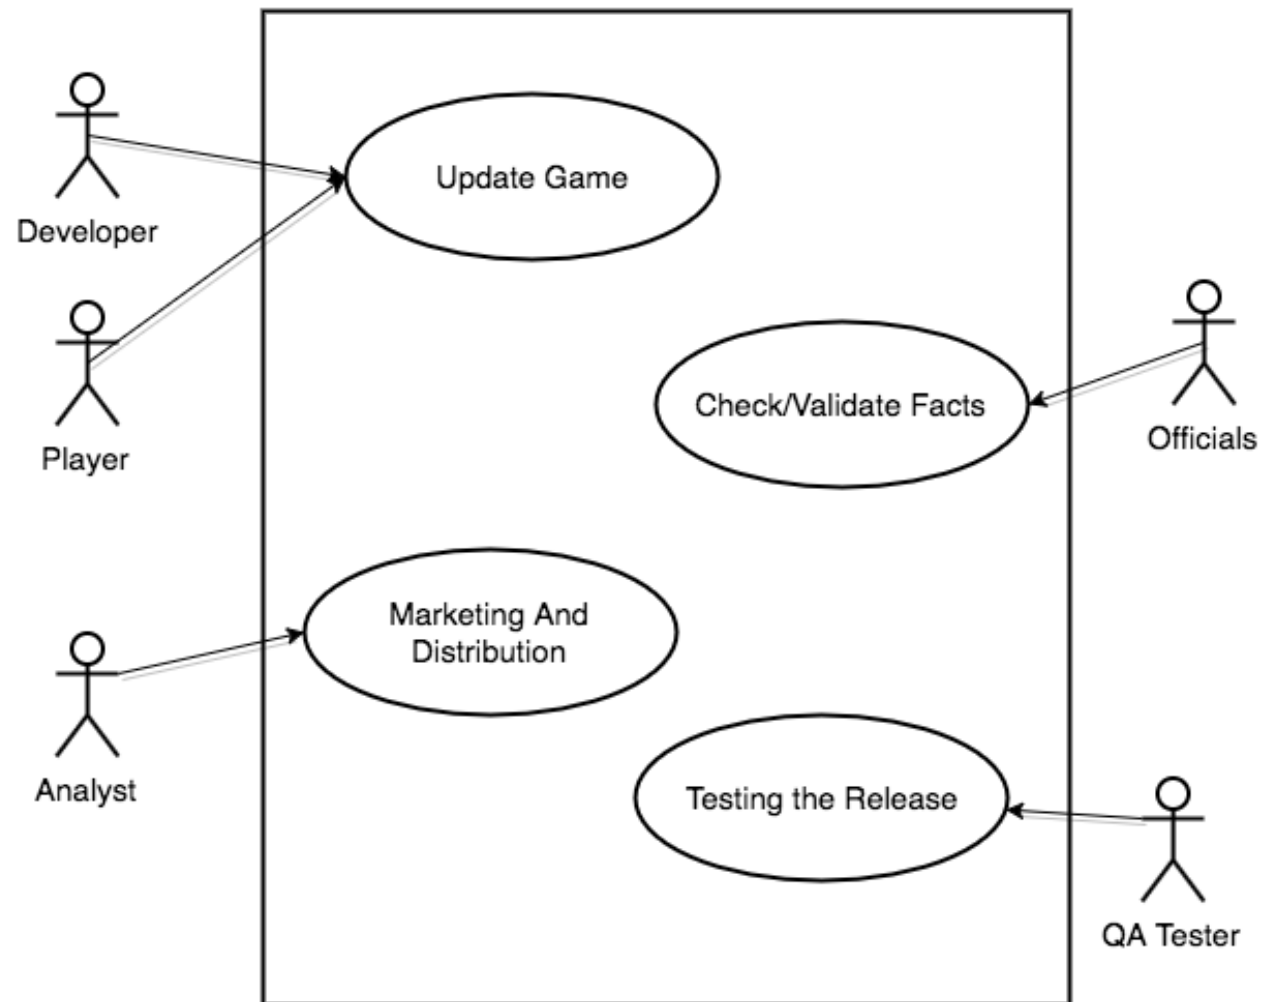 Update Game
Developer
Check/Validate Facts
Officials
Player
Marketing And
Distribution
Analyst
Testing the Release
QA Tester